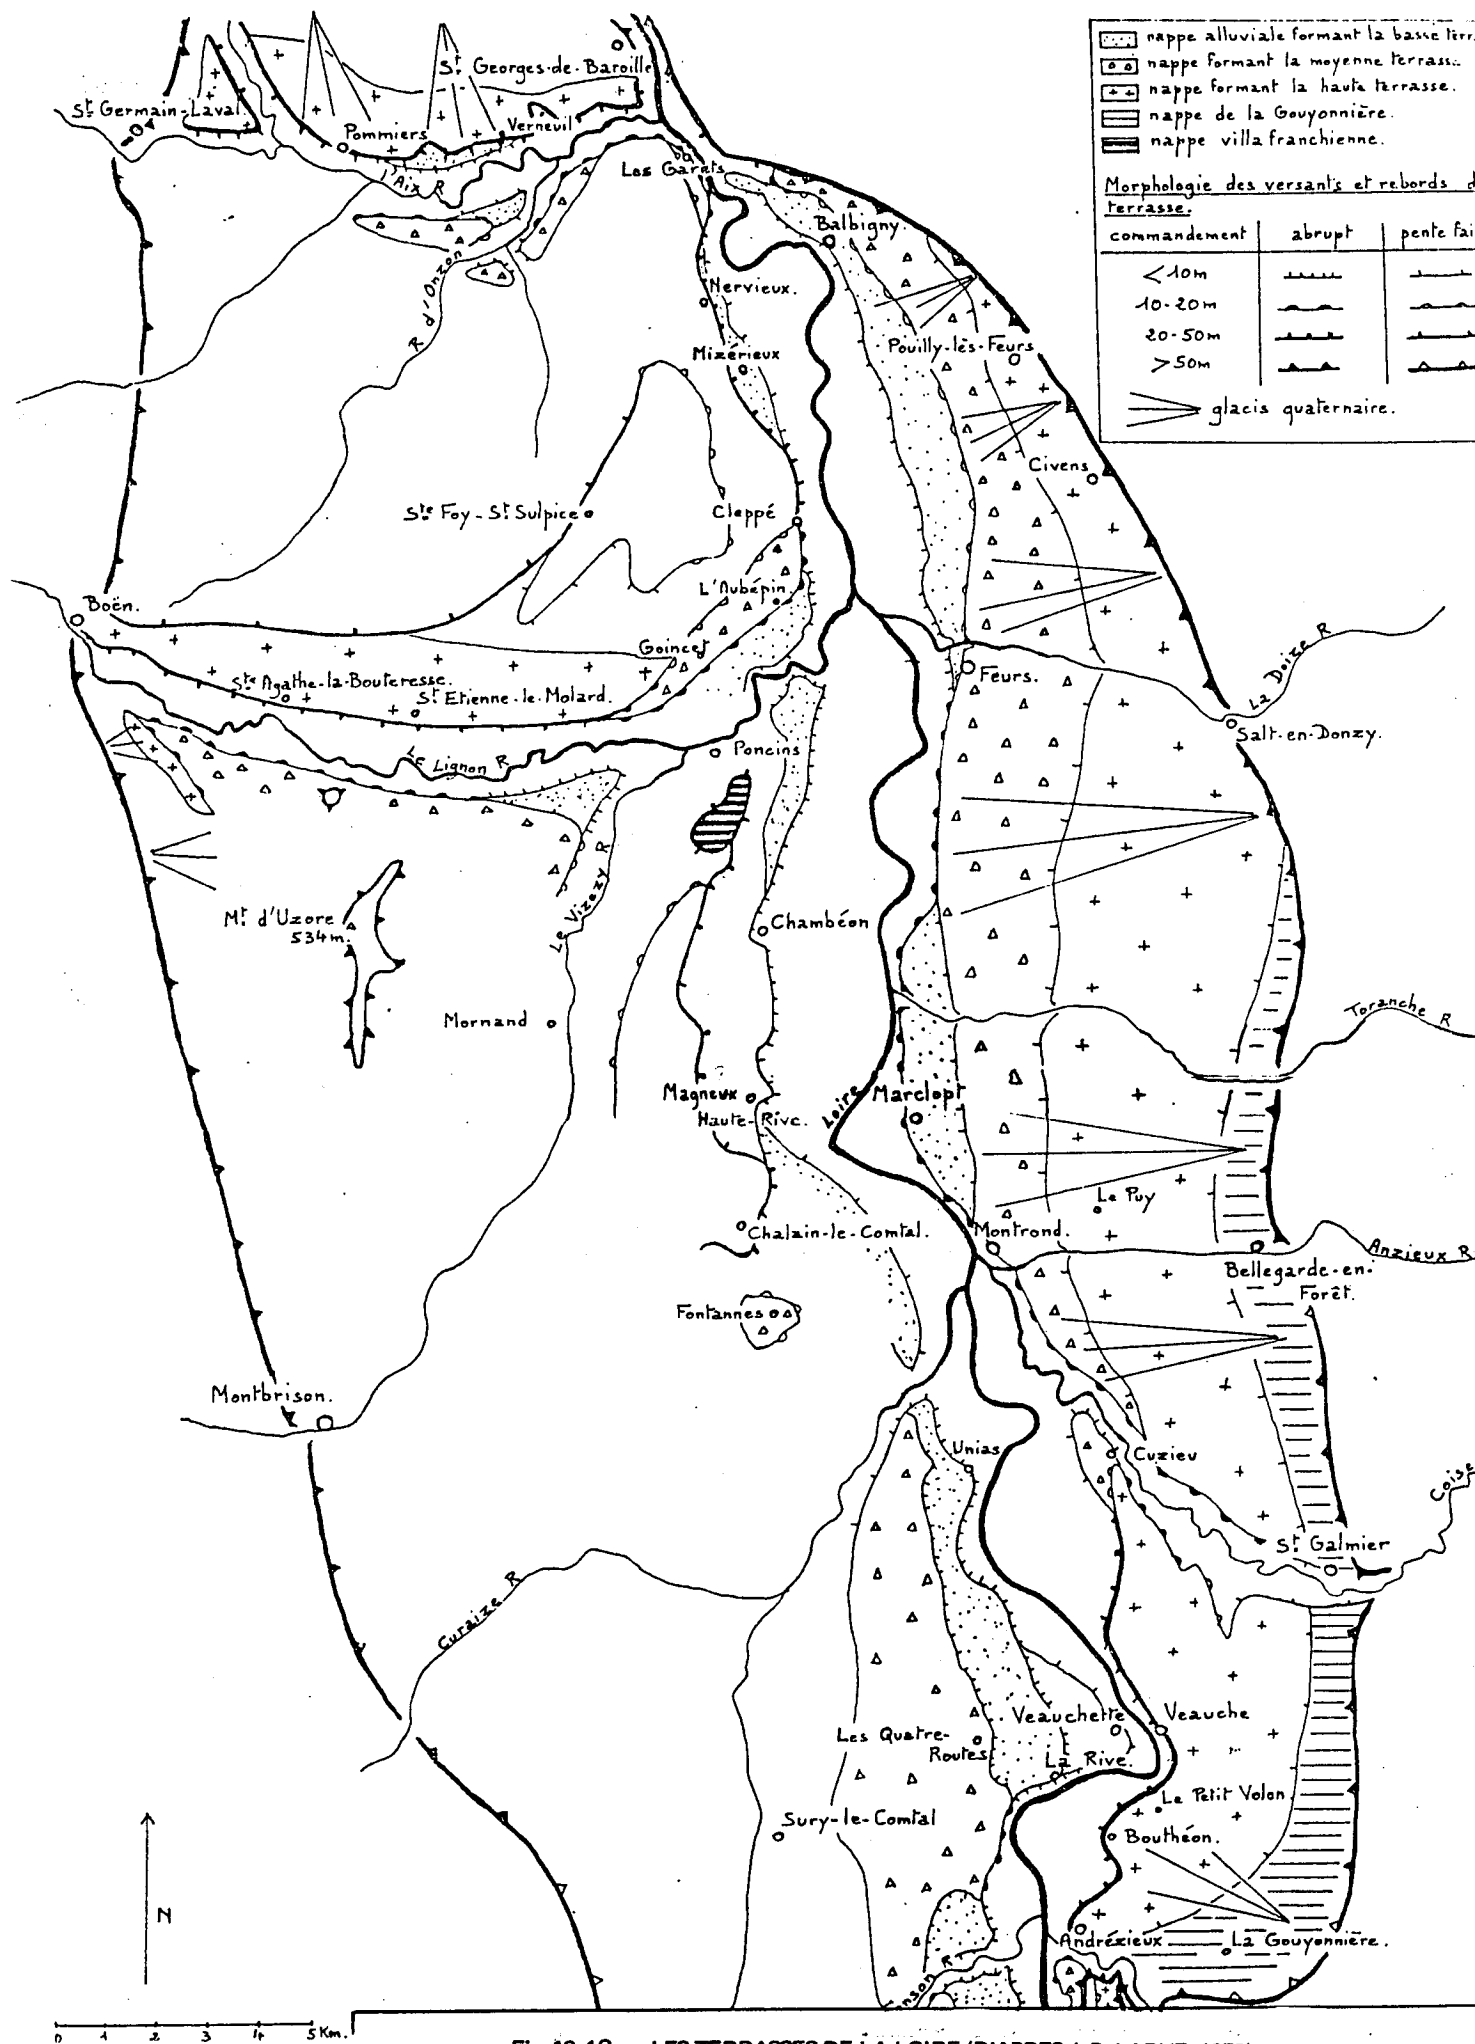 nappe alluviale formant la basse terr
nappe formant la moyenne terrass
nappe formant la haute terrasse.
nappe de la Gouyonnière.
nappe villafranchienne.
Morphologie des versants et rebords d
terrasse.
commandement abrupt pente fai
<10m
10-20m
20-50m
>50m
glacis quaternaire.
St Georges-de-Baroille
St Germain-Laval
Pommiers
Verneuil
L'Aix R
Les Garets
Balbigny.
R d'Onzon
Nervieux.
Mizérieux
Pouilly-lès-Feurs
Civens
Ste Foy-St Sulpice
Cleppé
L'Aubépin
Boën.
Goincet
Ste Agathe-la-Bouteresse.
St Etienne-le-Molard.
Feurs.
La Doise R
Salt-en-Donzy.
Le Lignon R
Poncins
Le Vizezy R
Mt d'Uzore
534m.
Chambéon
Mornand
Toranche R
Magneux
Haute-Rive.
Loire
Marclopt
Le Puy
Chalain-le-Comtal.
Montrond.
Anzieux R
Bellegarde-en-
Forêt.
Fontannes
Montbrison.
Unias
Cuzieu
Coise
St Galmier
Curaize R
Veauchette
Veauche
Les Quatre-
Routes
La Rive.
Le Petit Volon
Sury-le-Comtal
Bouthéon.
N
Andrézieux
La Gouyonnière.
0 1 2 3 4 5 Km.